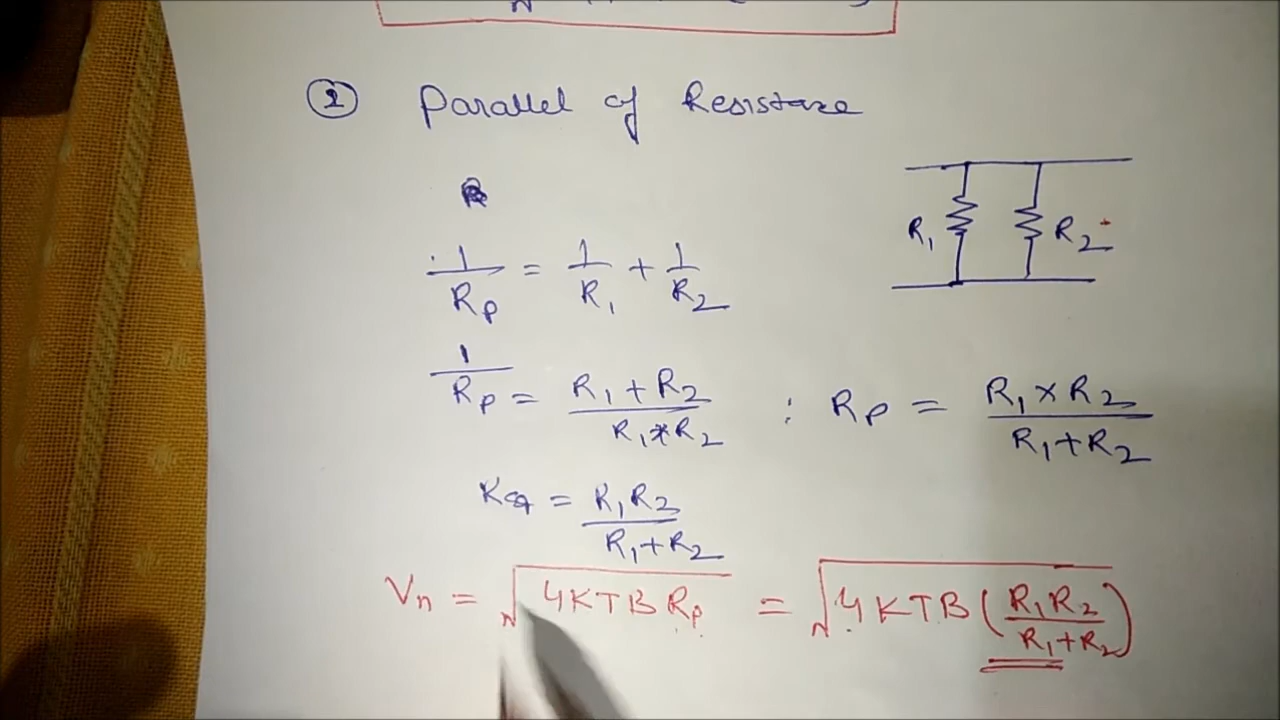 ② Parallel of Resistance
R₁ R₂
1/Rp = 1/R₁ + 1/R₂
1/Rp = R₁+R₂/R₁*R₂ : Rp = R₁×R₂/R₁+R₂
Req = R₁R₂/R₁+R₂
Vn = √4KTBRp = √4KTB(R₁R₂/R₁+R₂)